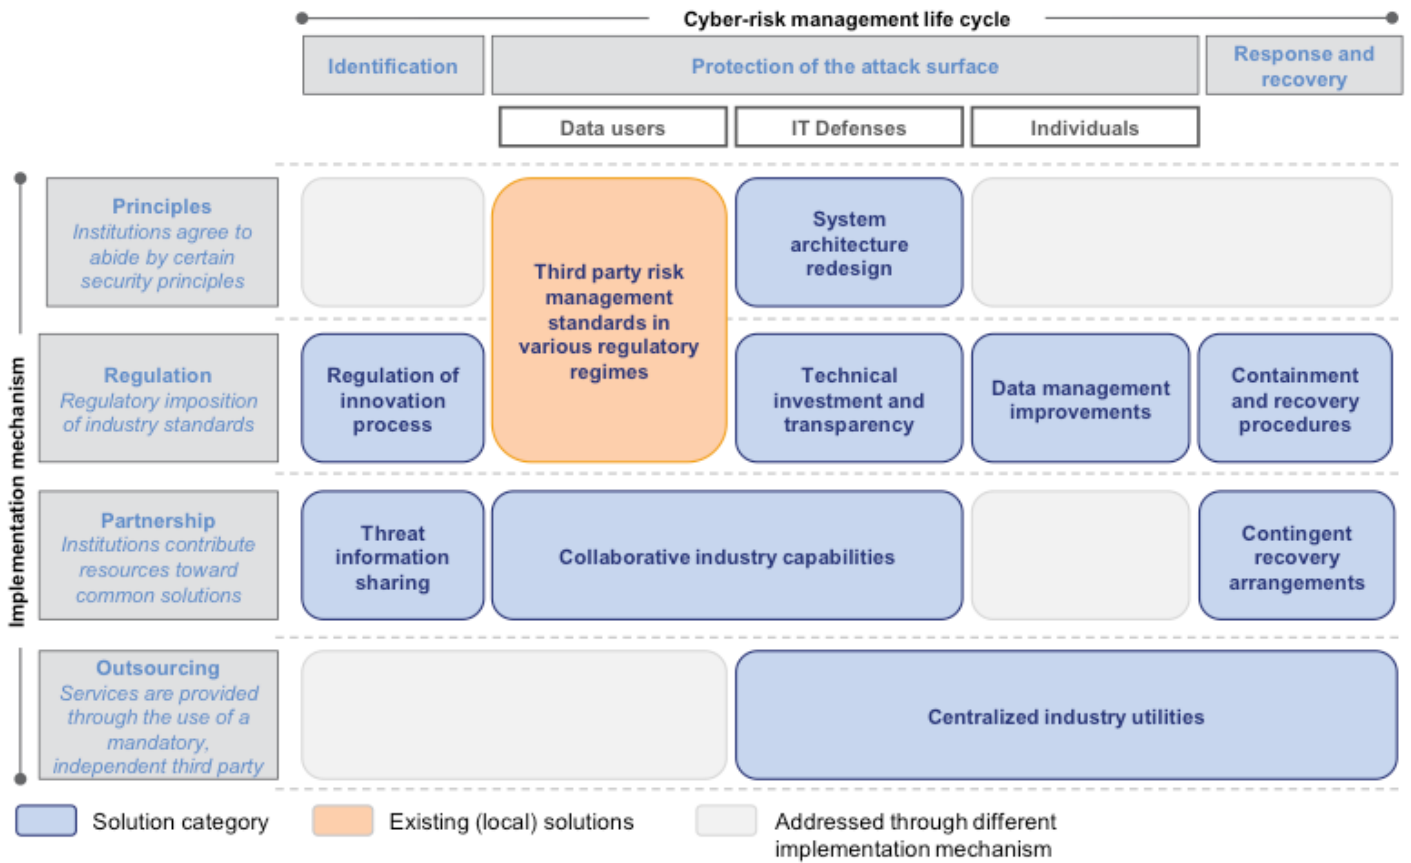 Cyber-risk management life cycle
Identification
Protection of the attack surface
Response and
recovery
Data users
IT Defenses
Individuals
Implementation mechanism
Principles
Institutions agree to
abide by certain
security principles
System
architecture
redesign
Third party risk
management
standards in
various regulatory
regimes
Regulation
Regulatory imposition
of industry standards
Regulation of
innovation
process
Technical
investment and
transparency
Data management
improvements
Containment
and recovery
procedures
Partnership
Institutions contribute
resources toward
common solutions
Threat
information
sharing
Collaborative industry capabilities
Contingent
recovery
arrangements
Outsourcing
Services are provided
through the use of a
mandatory,
independent third party
Centralized industry utilities
Solution category
Existing (local) solutions
Addressed through different
implementation mechanism